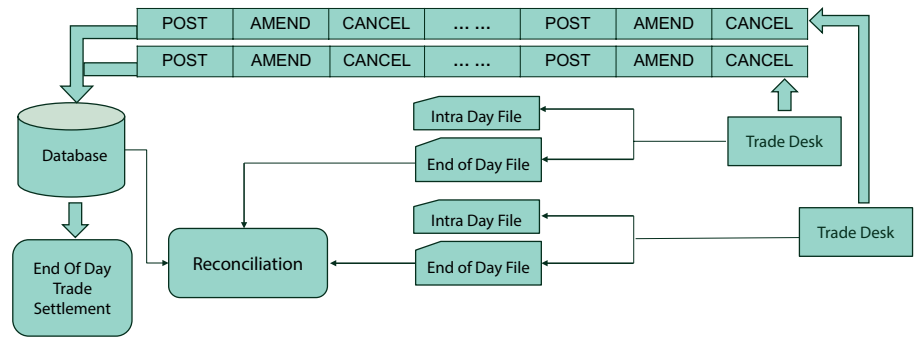 POST AMEND CANCEL ... ... POST AMEND CANCEL
POST AMEND CANCEL ... ... POST AMEND CANCEL
Intra Day File
Trade Desk
Database
End of Day File
Intra Day File
Trade Desk
Reconciliation
End of Day File
End Of Day
Trade
Settlement